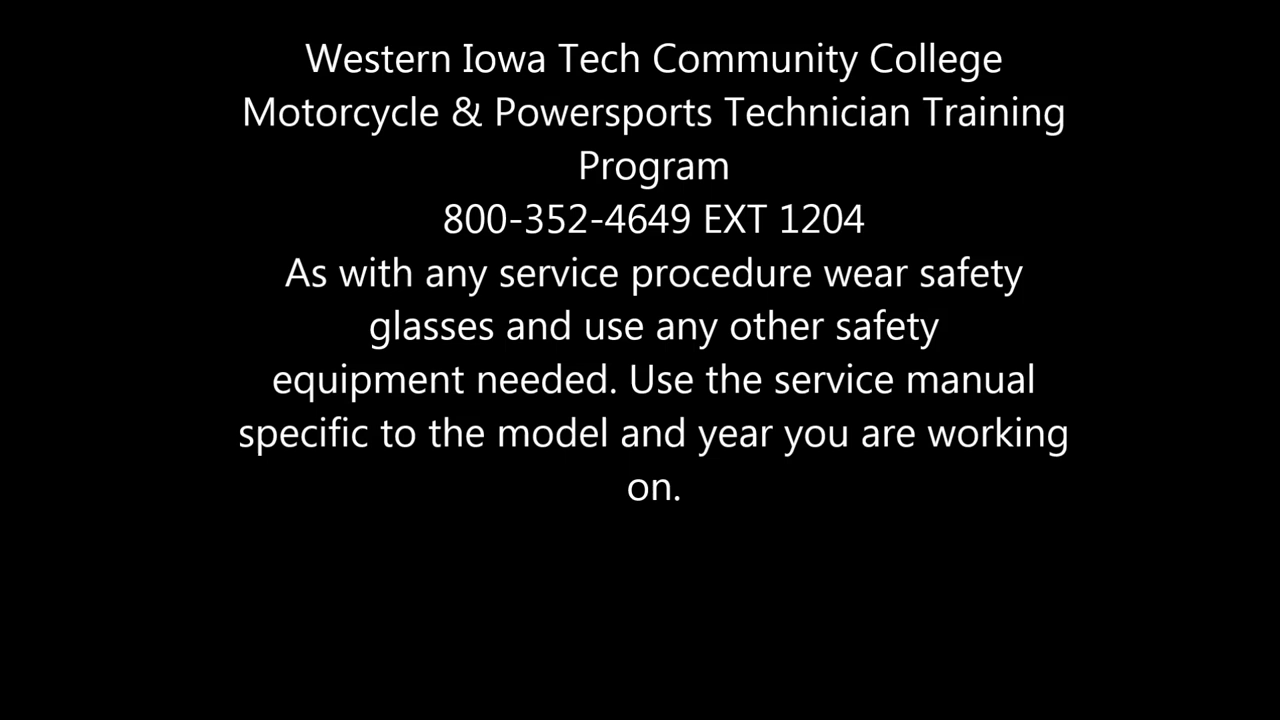 Western Iowa Tech Community College
Motorcycle & Powersports Technician Training
Program
800-352-4649 EXT 1204
As with any service procedure wear safety
glasses and use any other safety
equipment needed. Use the service manual
specific to the model and year you are working
on.